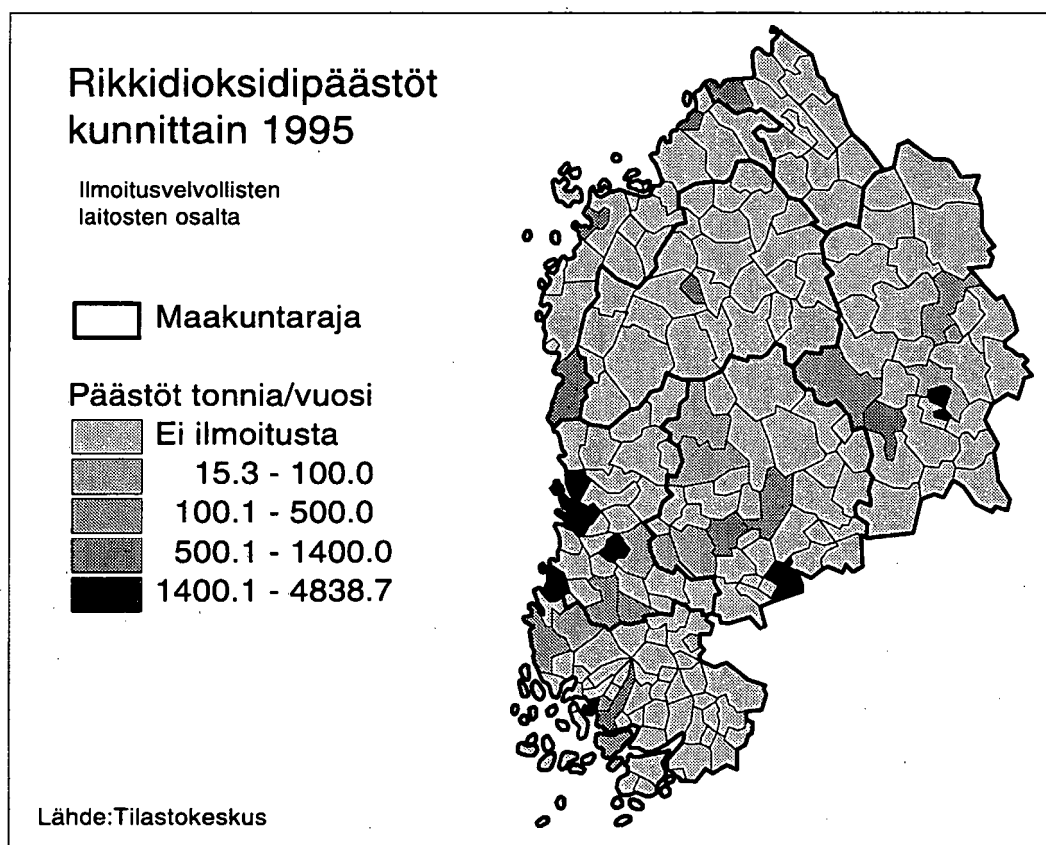 Rikkidioksidipäästöt
kunnittain 1995
Ilmoitusvelvollisten
laitosten osalta
Maakuntaraja
Päästöt tonnia/vuosi
Ei ilmoitusta
15.3 - 100.0
100.1 - 500.0
500.1 - 1400.0
1400.1 - 4838.7
Lähde:Tilastokeskus